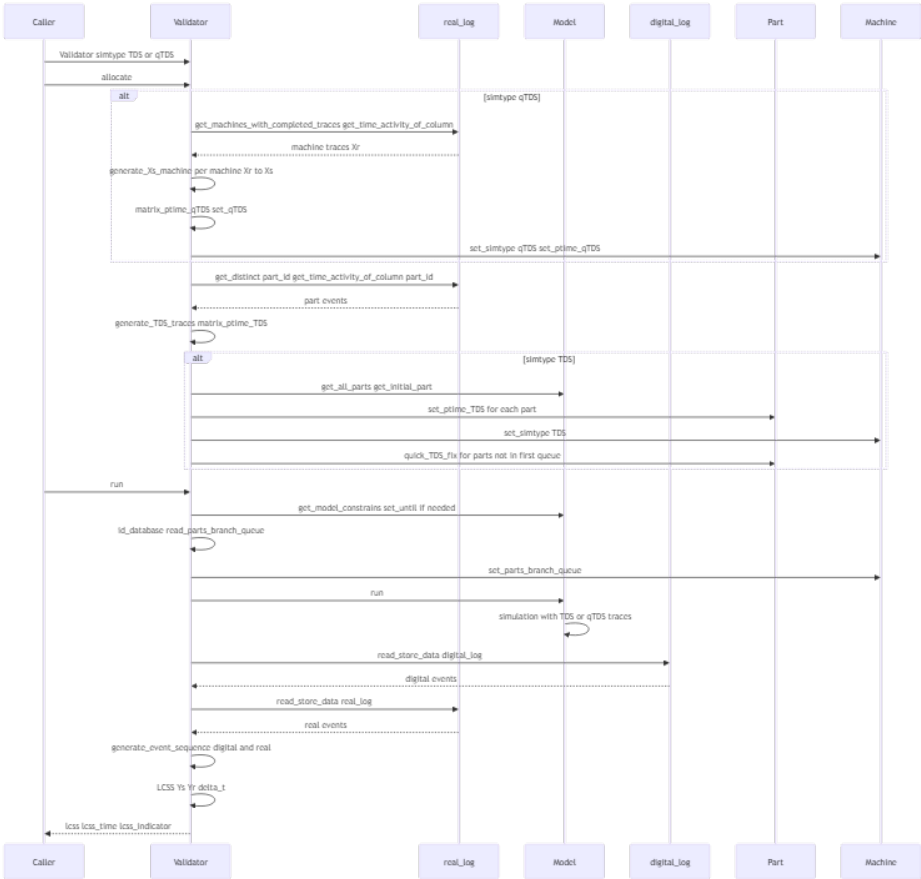 Caller Validator real_log Model digital_log Part Machine
Validator simtype TDS or qTDS
allocate
alt [simtype qTDS]
get_machines_with_completed_traces get_time_activity_of_column
machine traces Xr
generate_Xs_machine per machine Xr to Xs
matrix_ptime_qTDS set_qTDS
set_simtype qTDS set_ptime_qTDS
get_distinct part_id get_time_activity_of_column part_id
part events
generate_TDS_traces matrix_ptime_TDS
alt [simtype TDS]
get_all_parts get_initial_part
set_ptime_TDS for each part
set_simtype TDS
quick_TDS_fix for parts not in first queue
run
get_model_constrains set_until if needed
id_database read_parts_branch_queue
set_parts_branch_queue
run
simulation with TDS or qTDS traces
read_store_data digital_log
digital events
read_store_data real_log
real events
generate_event_sequence digital and real
LCSS Ys Yr delta_t
lcss lcss_time lcss_indicator
Caller Validator real_log Model digital_log Part Machine